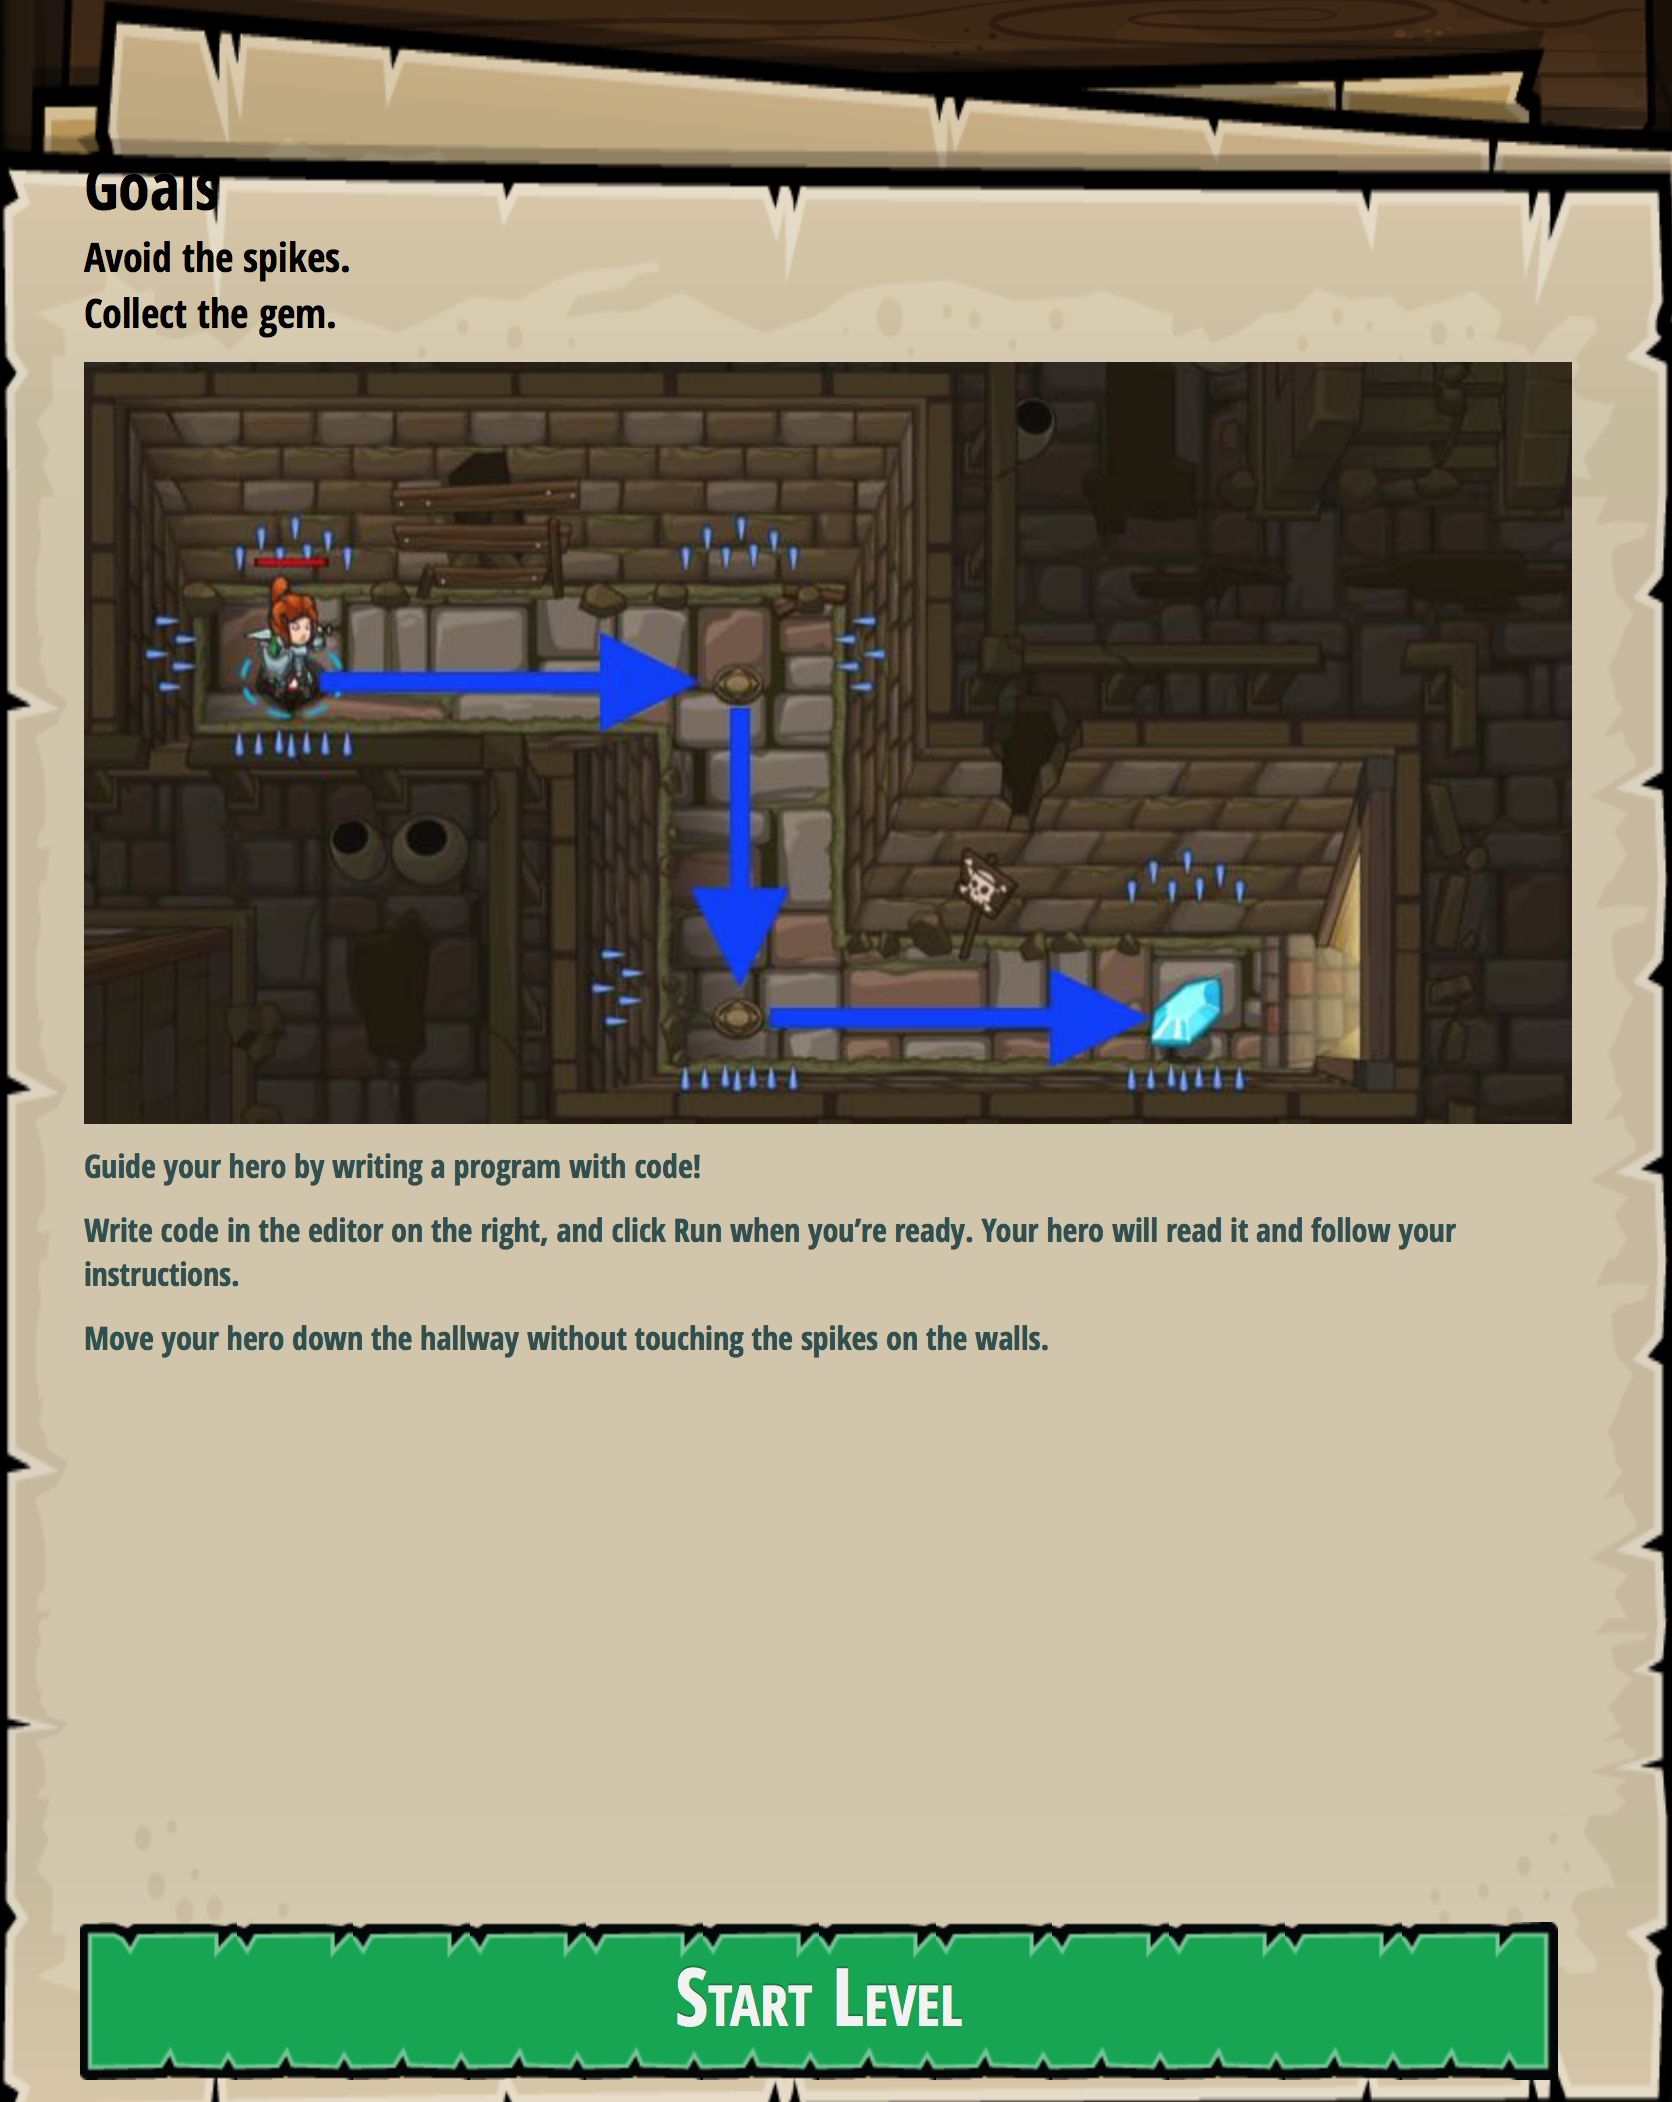 Goals
Avoid the spikes.
Collect the gem.
Guide your hero by writing a program with code!
Write code in the editor on the right, and click Run when you’re ready. Your hero will read it and follow your
instructions.
Move your hero down the hallway without touching the spikes on the walls.
Start Level